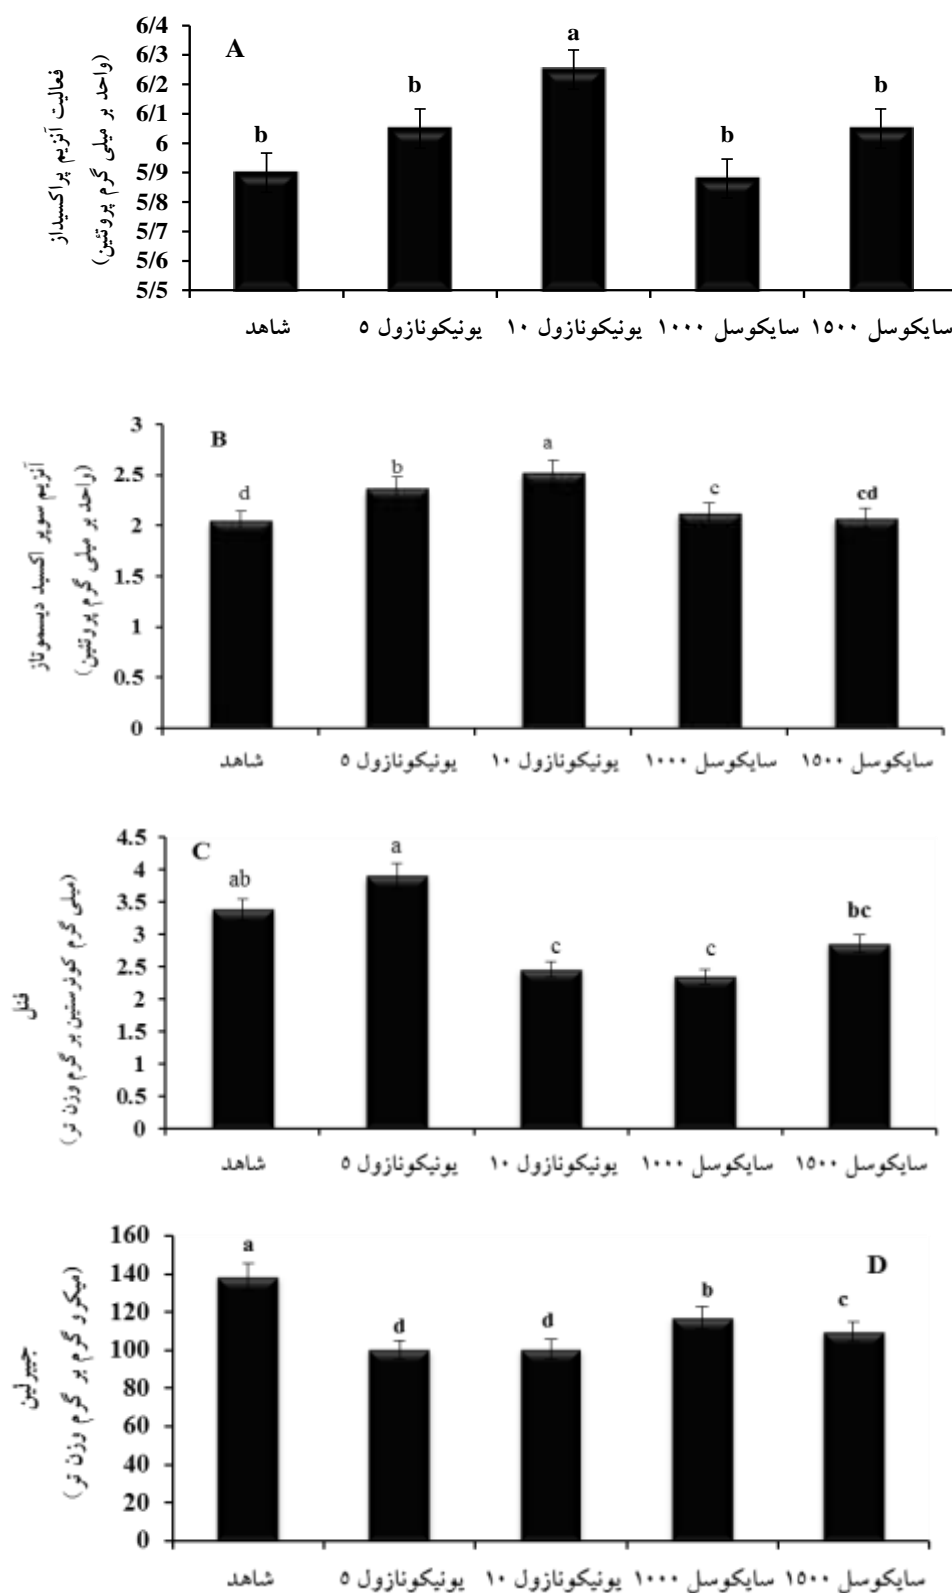 A
فعالیت آنزیم پراکسیداز
(واحد بر میلی گرم پروتئین)
6/4
6/3
6/2
6/1
6
5/9
5/8
5/7
5/6
5/5
b
b
a
b
b
شاهد
یونیکونازول ۵
یونیکونازول ۱۰
سایکوسل ۱۰۰۰
سایکوسل ۱۵۰۰
B
آنزیم سوپر اکسید دیسموتاز
(واحد بر میلی گرم پروتئین)
3
2.5
2
1.5
1
0.5
0
d
b
a
c
cd
شاهد
یونیکونازول ۵
یونیکونازول ۱۰
سایکوسل ۱۰۰۰
سایکوسل ۱۵۰۰
C
فنل
(میلی گرم کوئرستین بر گرم وزن تر)
4.5
4
3.5
3
2.5
2
1.5
1
0.5
0
ab
a
c
c
bc
شاهد
یونیکونازول ۵
یونیکونازول ۱۰
سایکوسل ۱۰۰۰
سایکوسل ۱۵۰۰
D
جیبرلین
(میکرو گرم بر گرم وزن تر)
160
140
120
100
80
60
40
20
0
a
d
d
b
c
شاهد
یونیکونازول ۵
یونیکونازول ۱۰
سایکوسل ۱۰۰۰
سایکوسل ۱۵۰۰